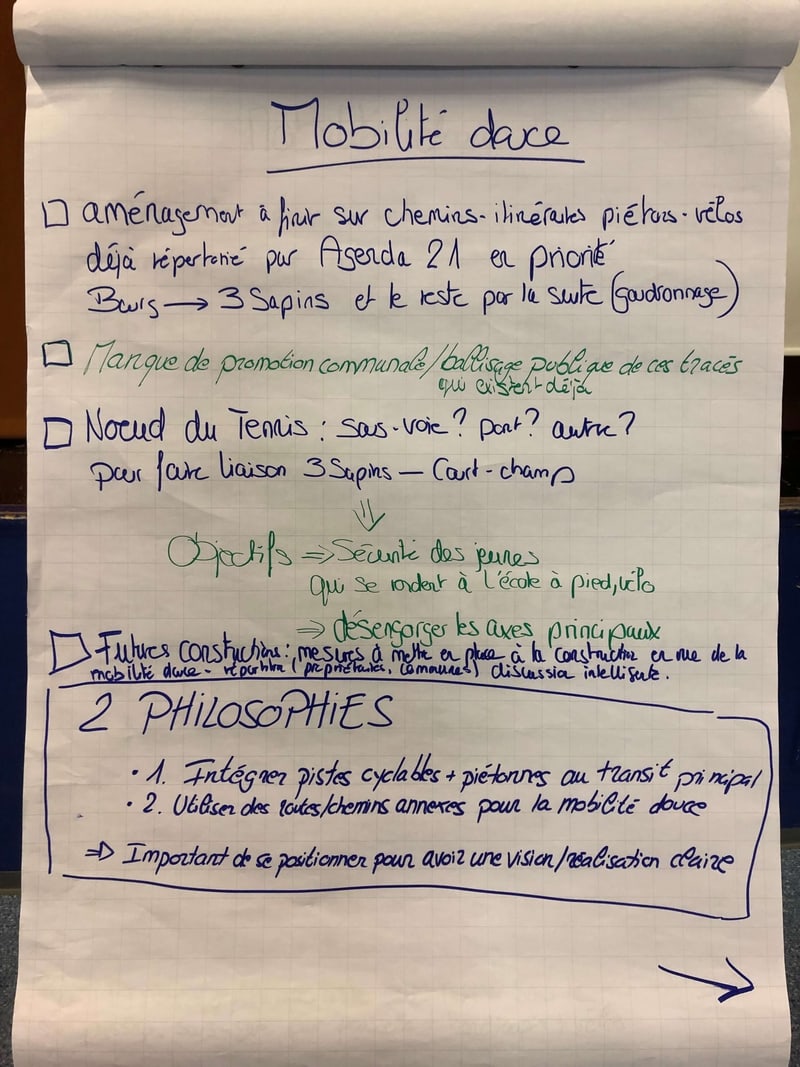 Mobilité douce
□ aménagement à finir sur chemins-itinéraires piétons-vélos
déjà répertorié par Agenda 21 en priorité
Bourg → 3 Sapins et le reste par la suite (goudronnage)
□ Manque de promotion communale/ballisage publique de ces tracés
qui existent déjà
□ Noeud du Tennis : sous-voie? pont? autre?
pour faire liaison 3 Sapins — Court-champ
⇓
Objectifs ⇒ Sécurité des jeunes
qui se rendent à l'école à pied, vélo
⇒ désengorger les axes principaux
□ Futures constuctions : mesures à mettre en place à la construction en vue de la
mobilité douce - répartition (propriétaires, communes) discussion intelligente.
2 PHILOSOPHIES
• 1. Intégrer pistes cyclables + piétonnes au transit principal
• 2. Utiliser des routes/chemins annexes pour la mobilité douce
⇒ Important de se positionner pour avoir une vision/réalisation claire
→